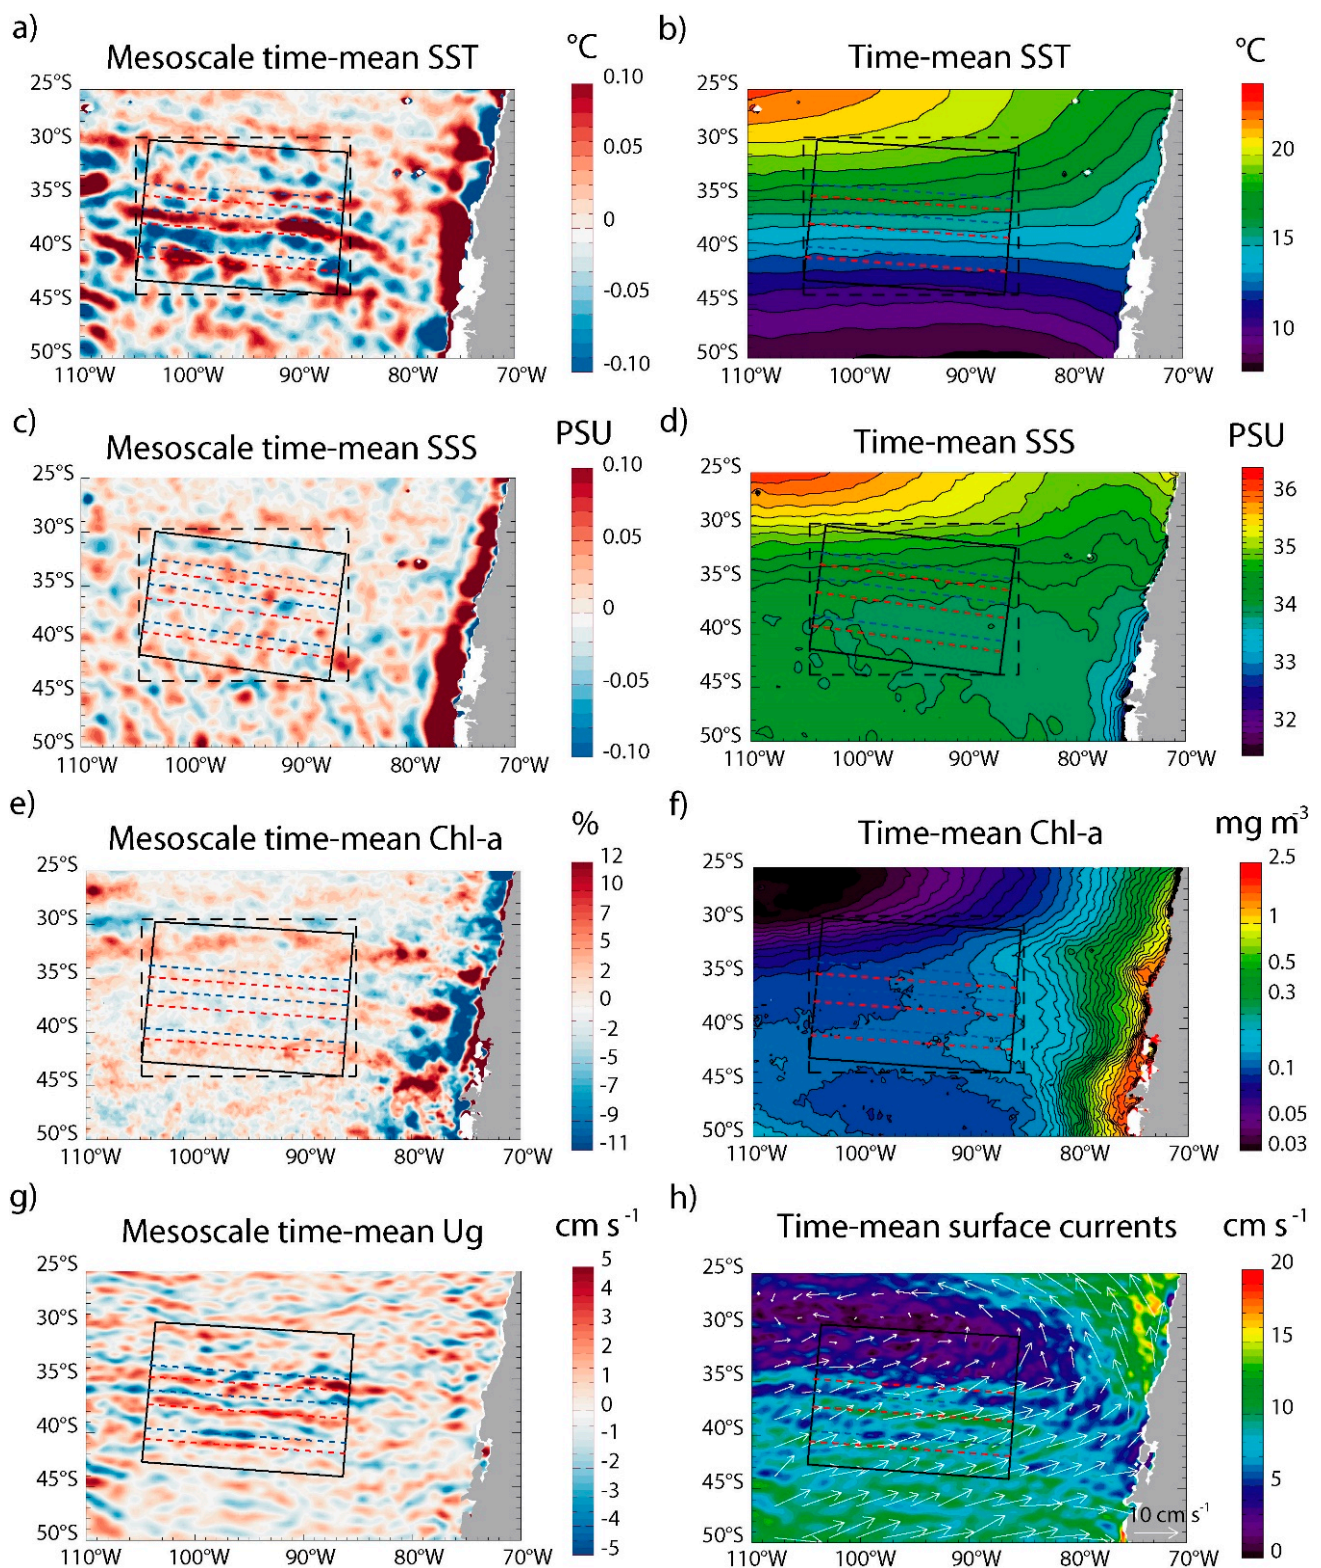 a)
Mesoscale time-mean SST
°C
25°S
30°S
35°S
40°S
45°S
50°S
110°W 100°W 90°W 80°W 70°W
0.10
0.05
0
-0.05
-0.10
b)
Time-mean SST
°C
25°S
30°S
35°S
40°S
45°S
50°S
110°W 100°W 90°W 80°W 70°W
20
15
10
c)
Mesoscale time-mean SSS
PSU
25°S
30°S
35°S
40°S
45°S
50°S
110°W 100°W 90°W 80°W 70°W
0.10
0.05
0
-0.05
-0.10
d)
Time-mean SSS
PSU
25°S
30°S
35°S
40°S
45°S
50°S
110°W 100°W 90°W 80°W 70°W
36
35
34
33
32
e)
Mesoscale time-mean Chl-a
%
25°S
30°S
35°S
40°S
45°S
50°S
110°W 100°W 90°W 80°W 70°W
12
10
7
5
2
0
-2
-5
-7
-9
-11
f)
Time-mean Chl-a
mg m⁻³
25°S
30°S
35°S
40°S
45°S
50°S
110°W 100°W 90°W 80°W 70°W
2.5
1
0.5
0.3
0.1
0.05
0.03
g)
Mesoscale time-mean Ug
cm s⁻¹
25°S
30°S
35°S
40°S
45°S
50°S
110°W 100°W 90°W 80°W 70°W
5
4
3
2
1
0
-1
-2
-3
-4
-5
h)
Time-mean surface currents
cm s⁻¹
25°S
30°S
35°S
40°S
45°S
50°S
110°W 100°W 90°W 80°W 70°W
10 cm s⁻¹
20
15
10
5
0